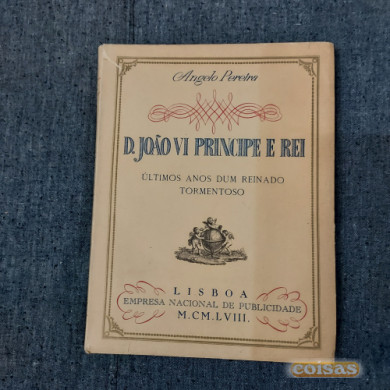 Angelo Pereira
D. JOÃO VI PRINCIPE E REI
ÚLTIMOS ANOS DUM REINADO
TORMENTOSO
LISBOA
EMPRESA NACIONAL DE PUBLICIDADE
M.CM.LVIII.
coisas